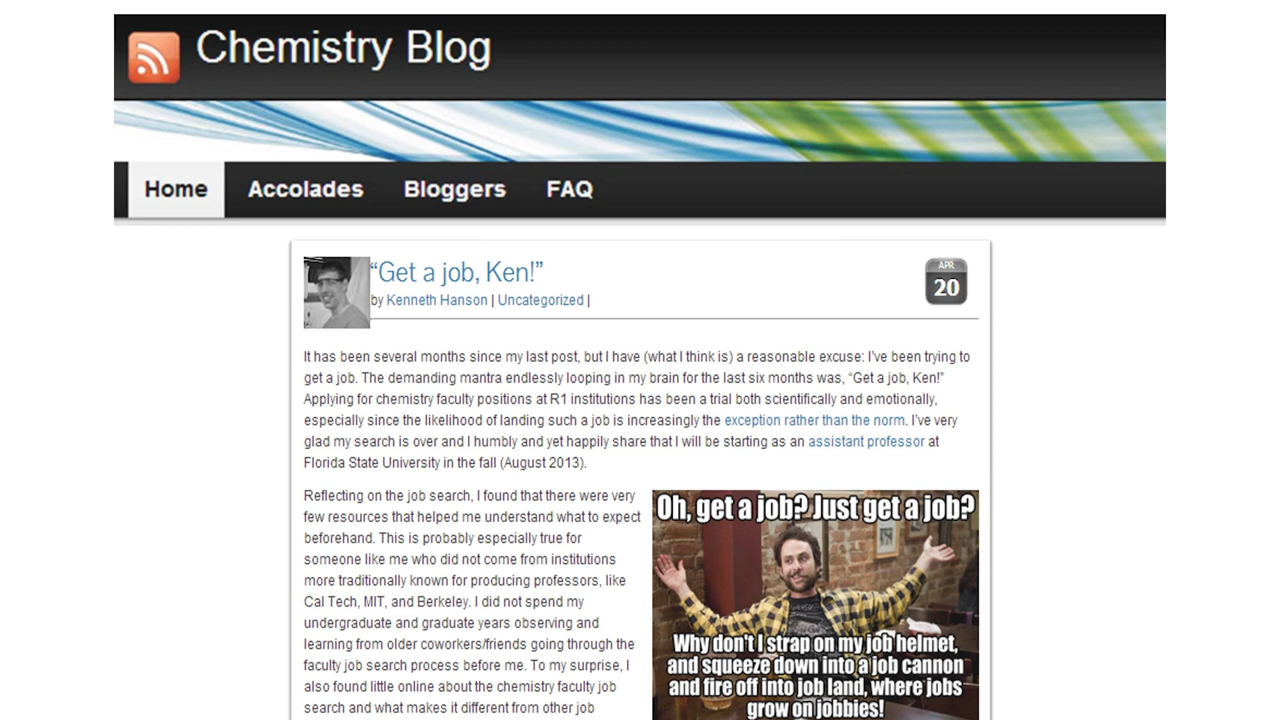 Chemistry Blog
Home Accolades Bloggers FAQ
“Get a job, Ken!”
by Kenneth Hanson | Uncategorized |
APR
20
It has been several months since my last post, but I have (what I think is) a reasonable excuse: I’ve been trying to
get a job. The demanding mantra endlessly looping in my brain for the last six months was, “Get a job, Ken!”
Applying for chemistry faculty positions at R1 institutions has been a trial both scientifically and emotionally,
especially since the likelihood of landing such a job is increasingly the exception rather than the norm. I’ve very
glad my search is over and I humbly and yet happily share that I will be starting as an assistant professor at
Florida State University in the fall (August 2013).
Reflecting on the job search, I found that there were very
few resources that helped me understand what to expect
beforehand. This is probably especially true for
someone like me who did not come from institutions
more traditionally known for producing professors, like
Cal Tech, MIT, and Berkeley. I did not spend my
undergraduate and graduate years observing and
learning from older coworkers/friends going through the
faculty job search process before me. To my surprise, I
also found little online about the chemistry faculty job
search and what makes it different from other job
Oh, get a job? Just get a job?
Why don't I strap on my job helmet,
and squeeze down into a job cannon
and fire off into job land, where jobs
grow on jobbies!